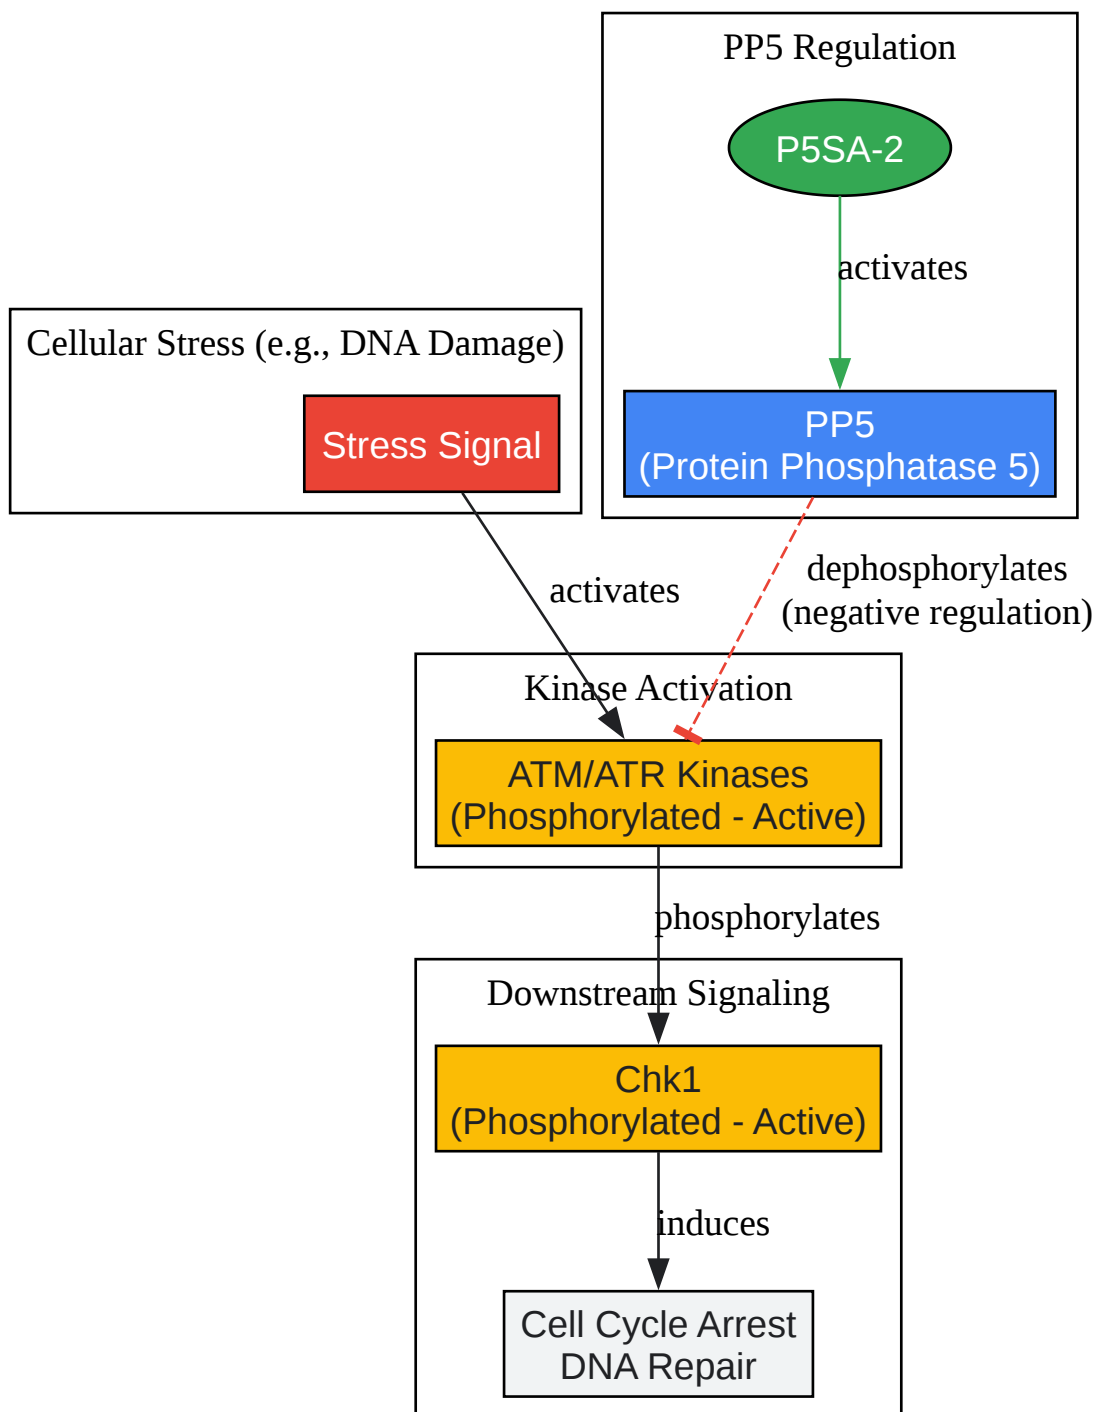 PP5 Regulation
P5SA-2
activates
Cellular Stress (e.g., DNA Damage)
Stress Signal
PP5
(Protein Phosphatase 5)
activates
dephosphorylates
(negative regulation)
Kinase Activation
ATM/ATR Kinases
(Phosphorylated - Active)
phosphorylates
Downstream Signaling
Chk1
(Phosphorylated - Active)
induces
Cell Cycle Arrest
DNA Repair